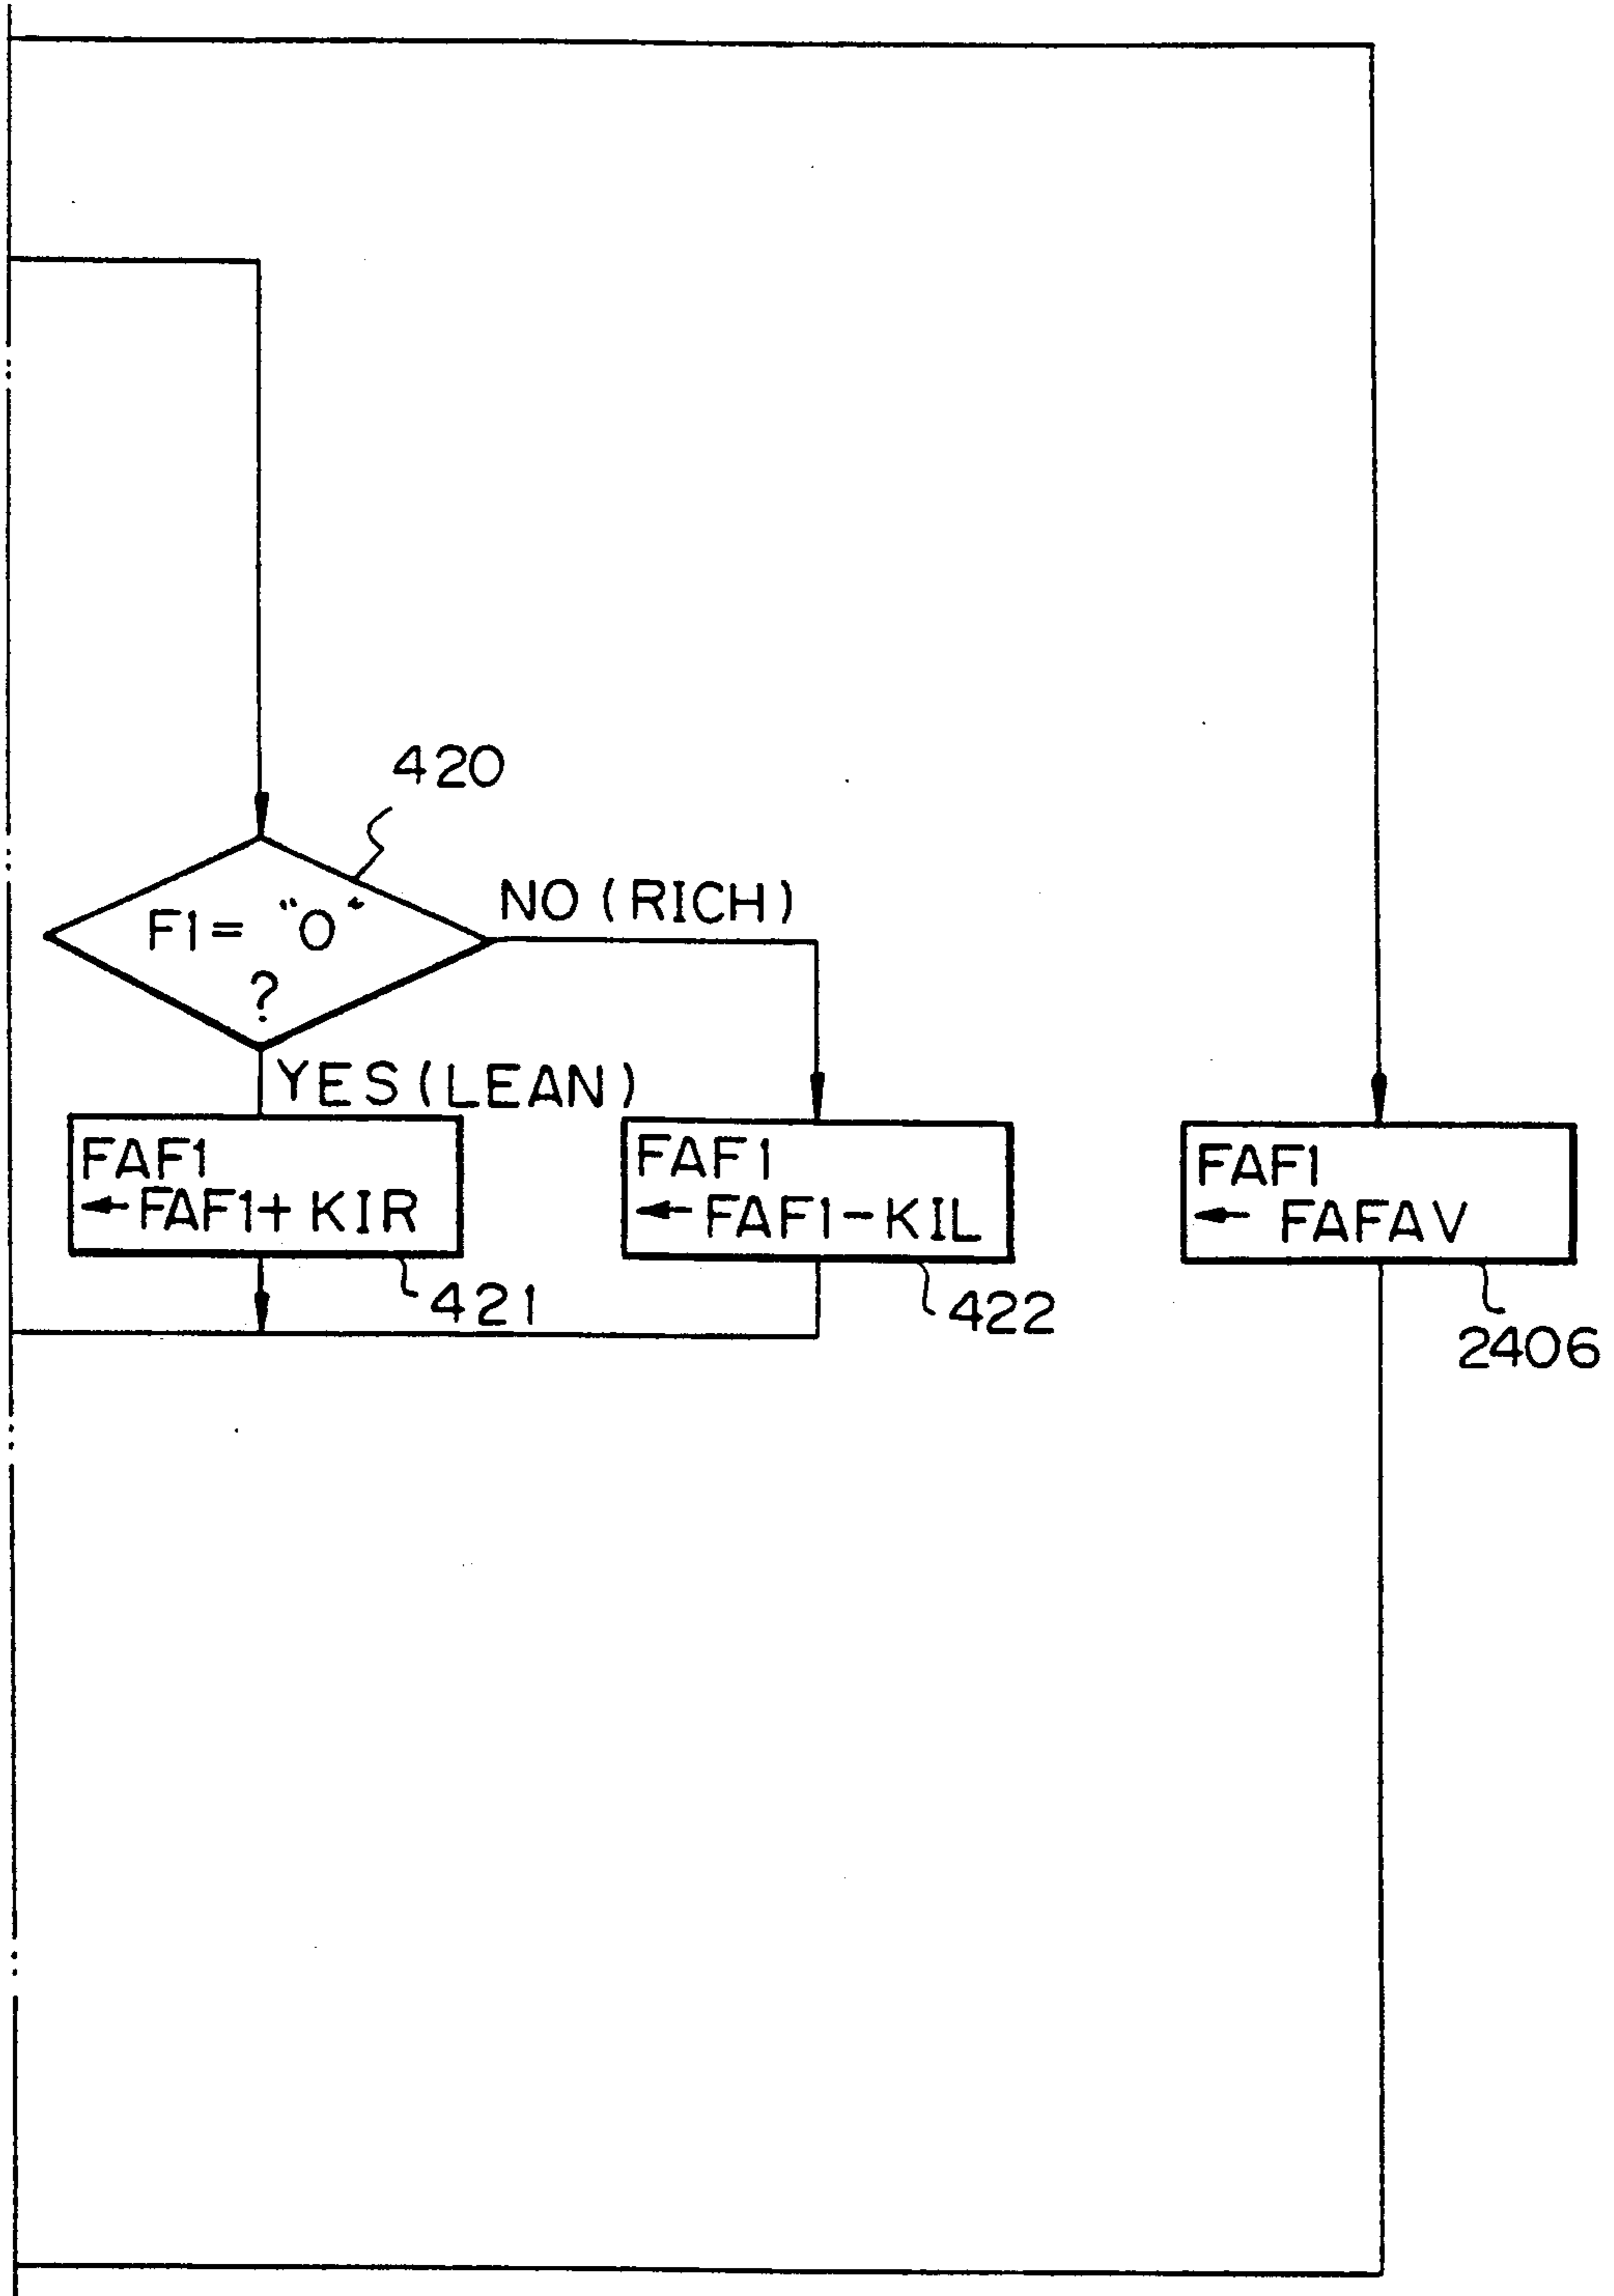 420
F1= "0"
?
NO (RICH)
YES (LEAN)
FAF1
←FAF1+KIR
421
FAF1
←FAF1-KIL
422
FAF1
← FAFAV
2406